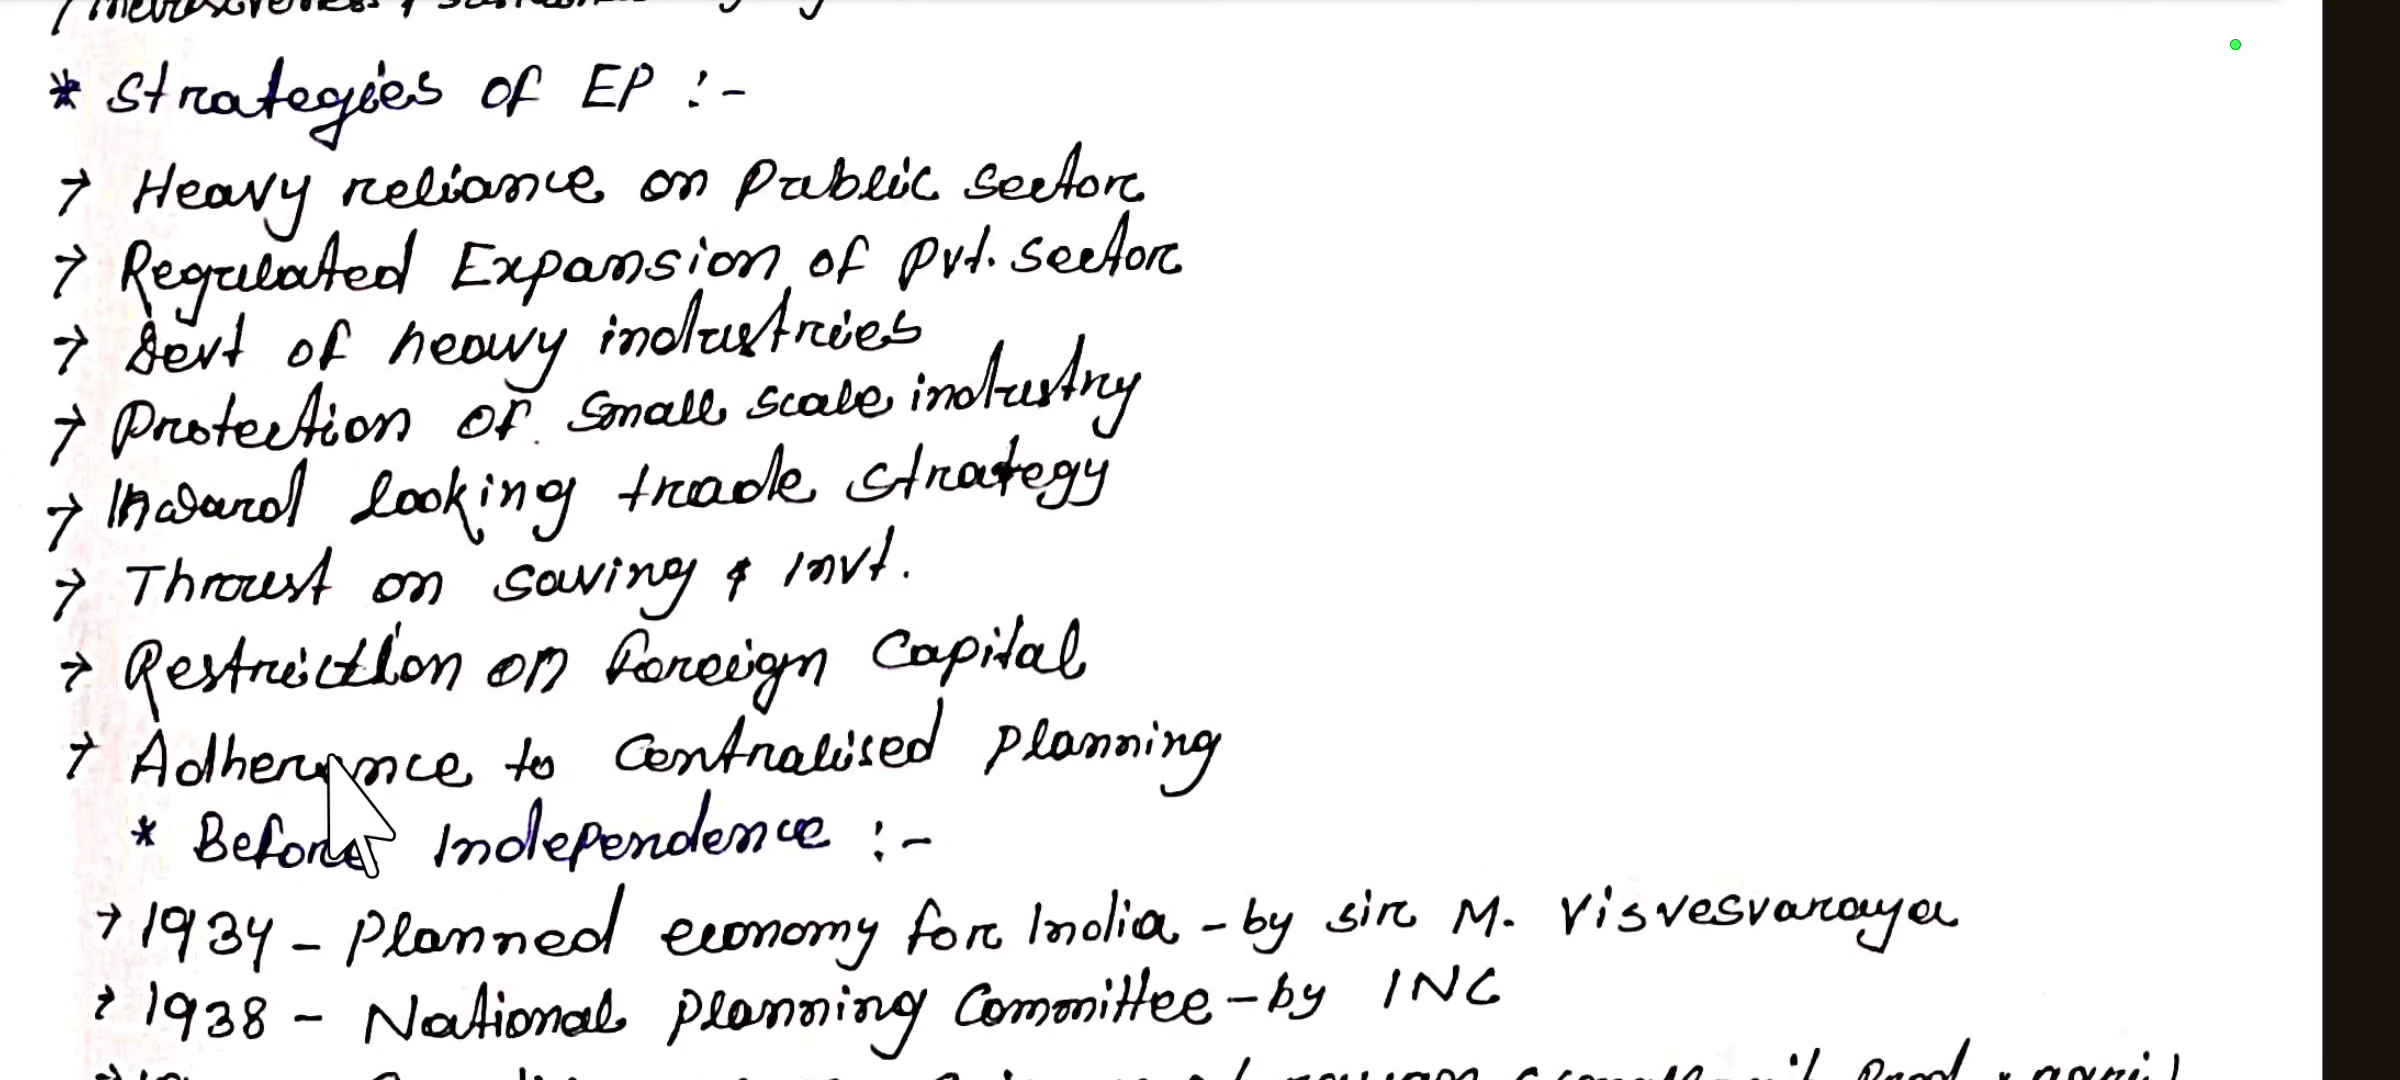 * Strategies of EP :-
→ Heavy reliance on Public Sector
→ Regulated Expansion of Pvt. Sector
→ Devt of heavy industries
→ Protection of small scale industry
→ Inward looking trade strategy
→ Thrust on saving & Invt.
→ Restriction on foreign Capital
→ Adherence to Centralised planning
* Before Independence :-
→ 1934 - Planned economy for India - by sir M. Visvesvaraya
→ 1938 - National Planning Committee - by INC